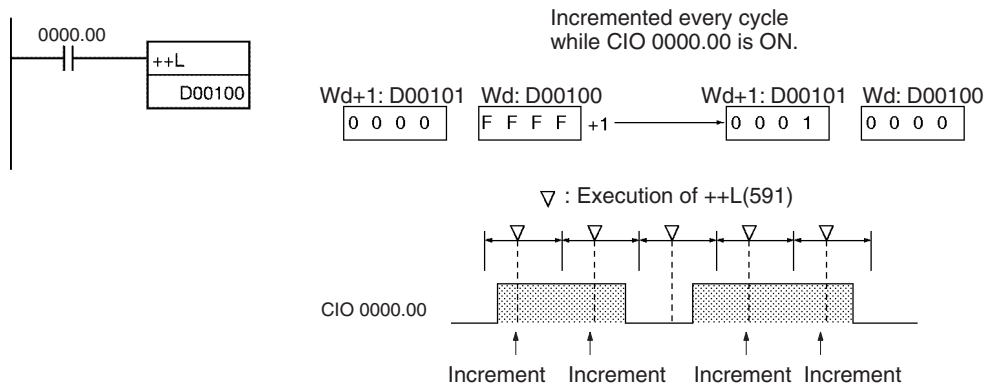 0000.00
++L
D00100
Incremented every cycle
while CIO 0000.00 is ON.
Wd+1: D00101 Wd: D00100 Wd+1: D00101 Wd: D00100
0 0 0 0 F F F F +1 0 0 0 1 0 0 0 0
▽ : Execution of ++L(591)
CIO 0000.00
Increment Increment Increment Increment